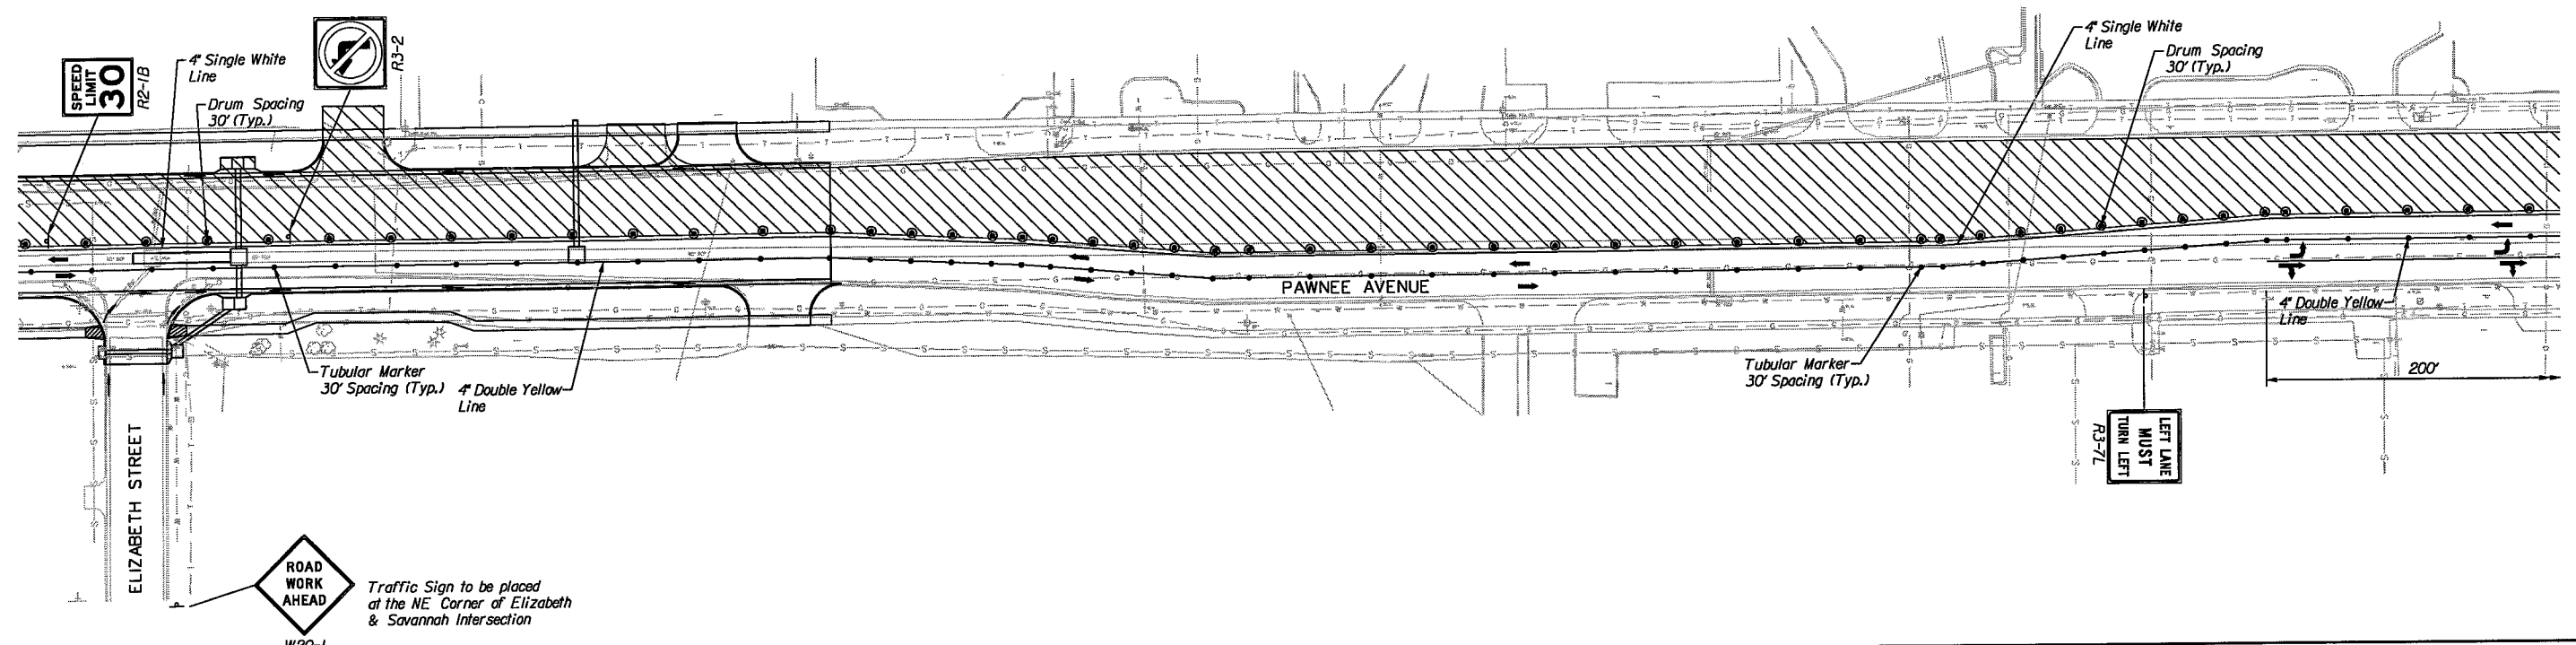 SPEED
LIMIT
30
R2-1B
4" Single White
Line
Drum Spacing
30' (Typ.)
R3-2
4" Single White
Line
Drum Spacing
30' (Typ.)
PAWNEE AVENUE
Tubular Marker
30' Spacing (Typ.)
4" Double Yellow
Line
Tubular Marker
30' Spacing (Typ.)
4" Double Yellow
Line
200'
LEFT LANE
MUST
TURN LEFT
R3-7L
ELIZABETH STREET
ROAD
WORK
AHEAD
Traffic Sign to be placed
at the NE Corner of Elizabeth
& Savannah Intersection
W20-1